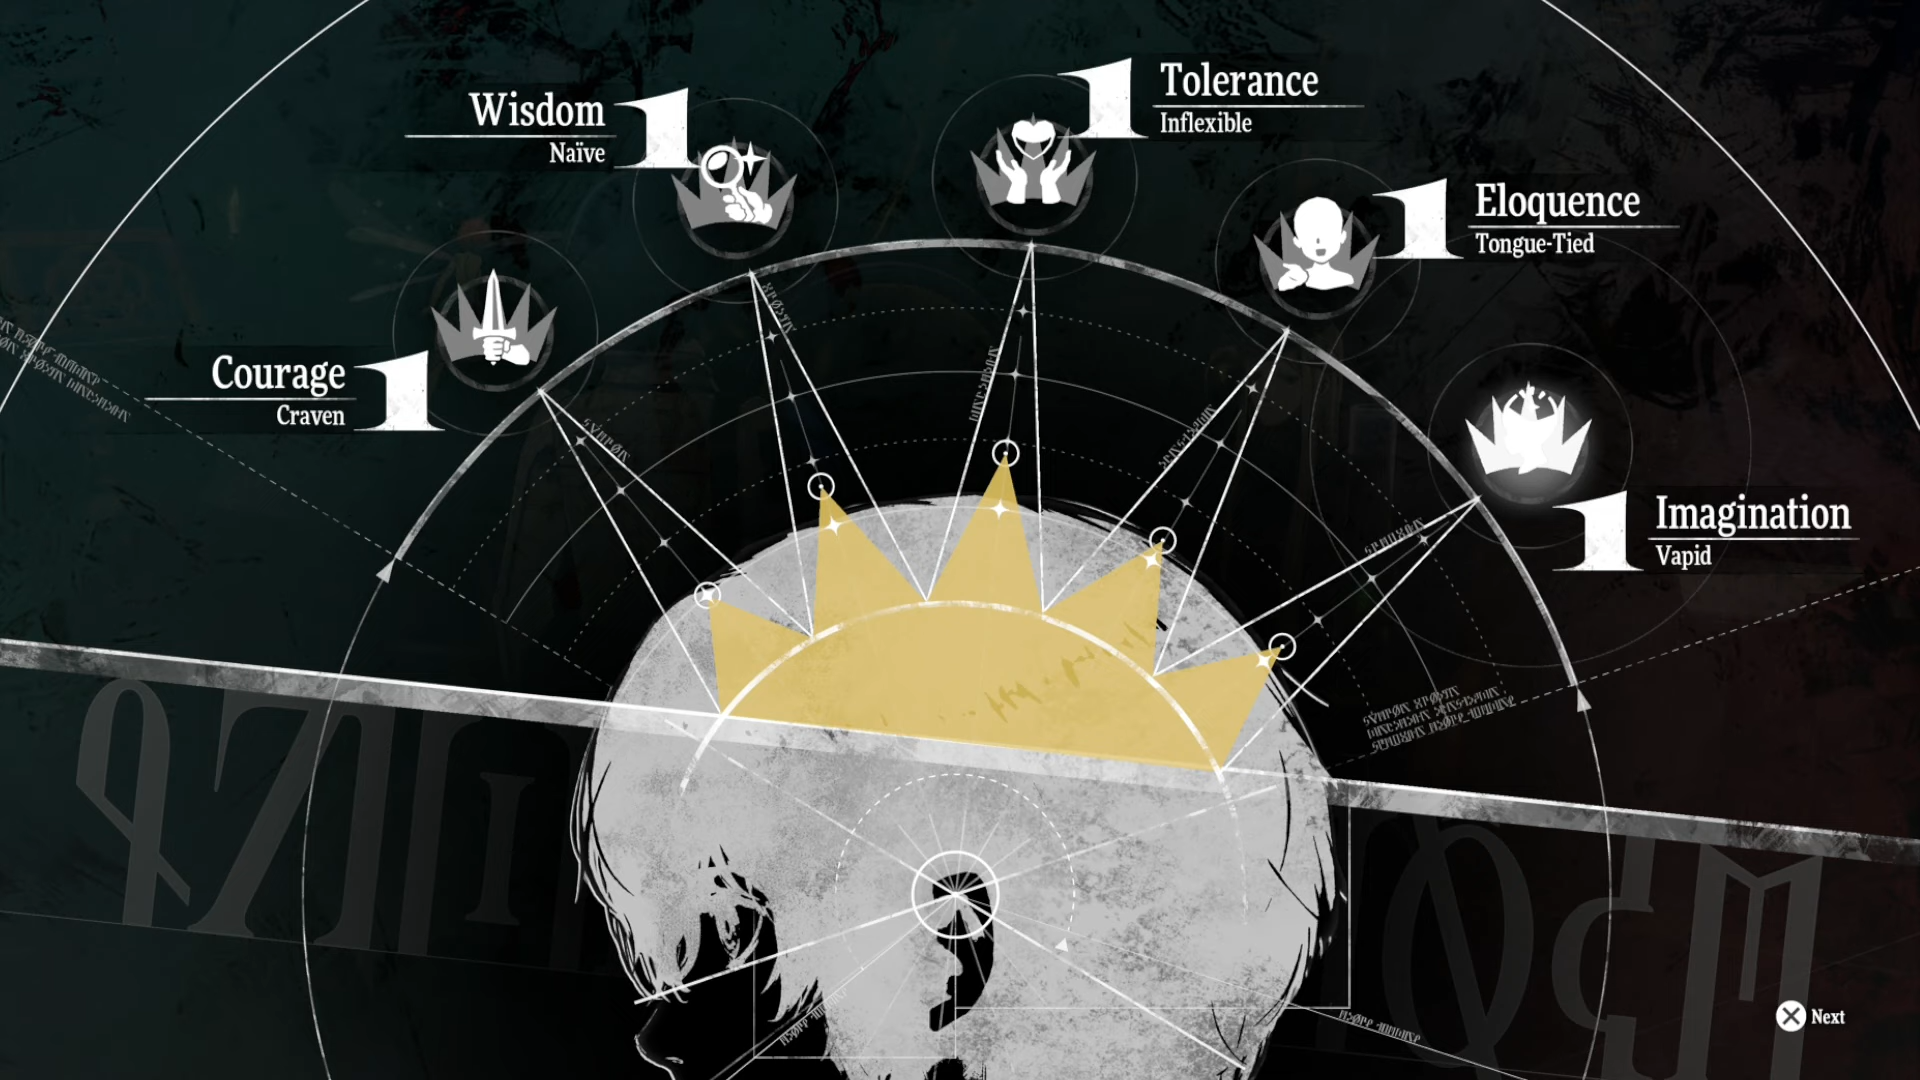 Wisdom 1
Naïve
1 Tolerance
Inflexible
1 Eloquence
Tongue-Tied
Courage 1
Craven
1 Imagination
Vapid
Next